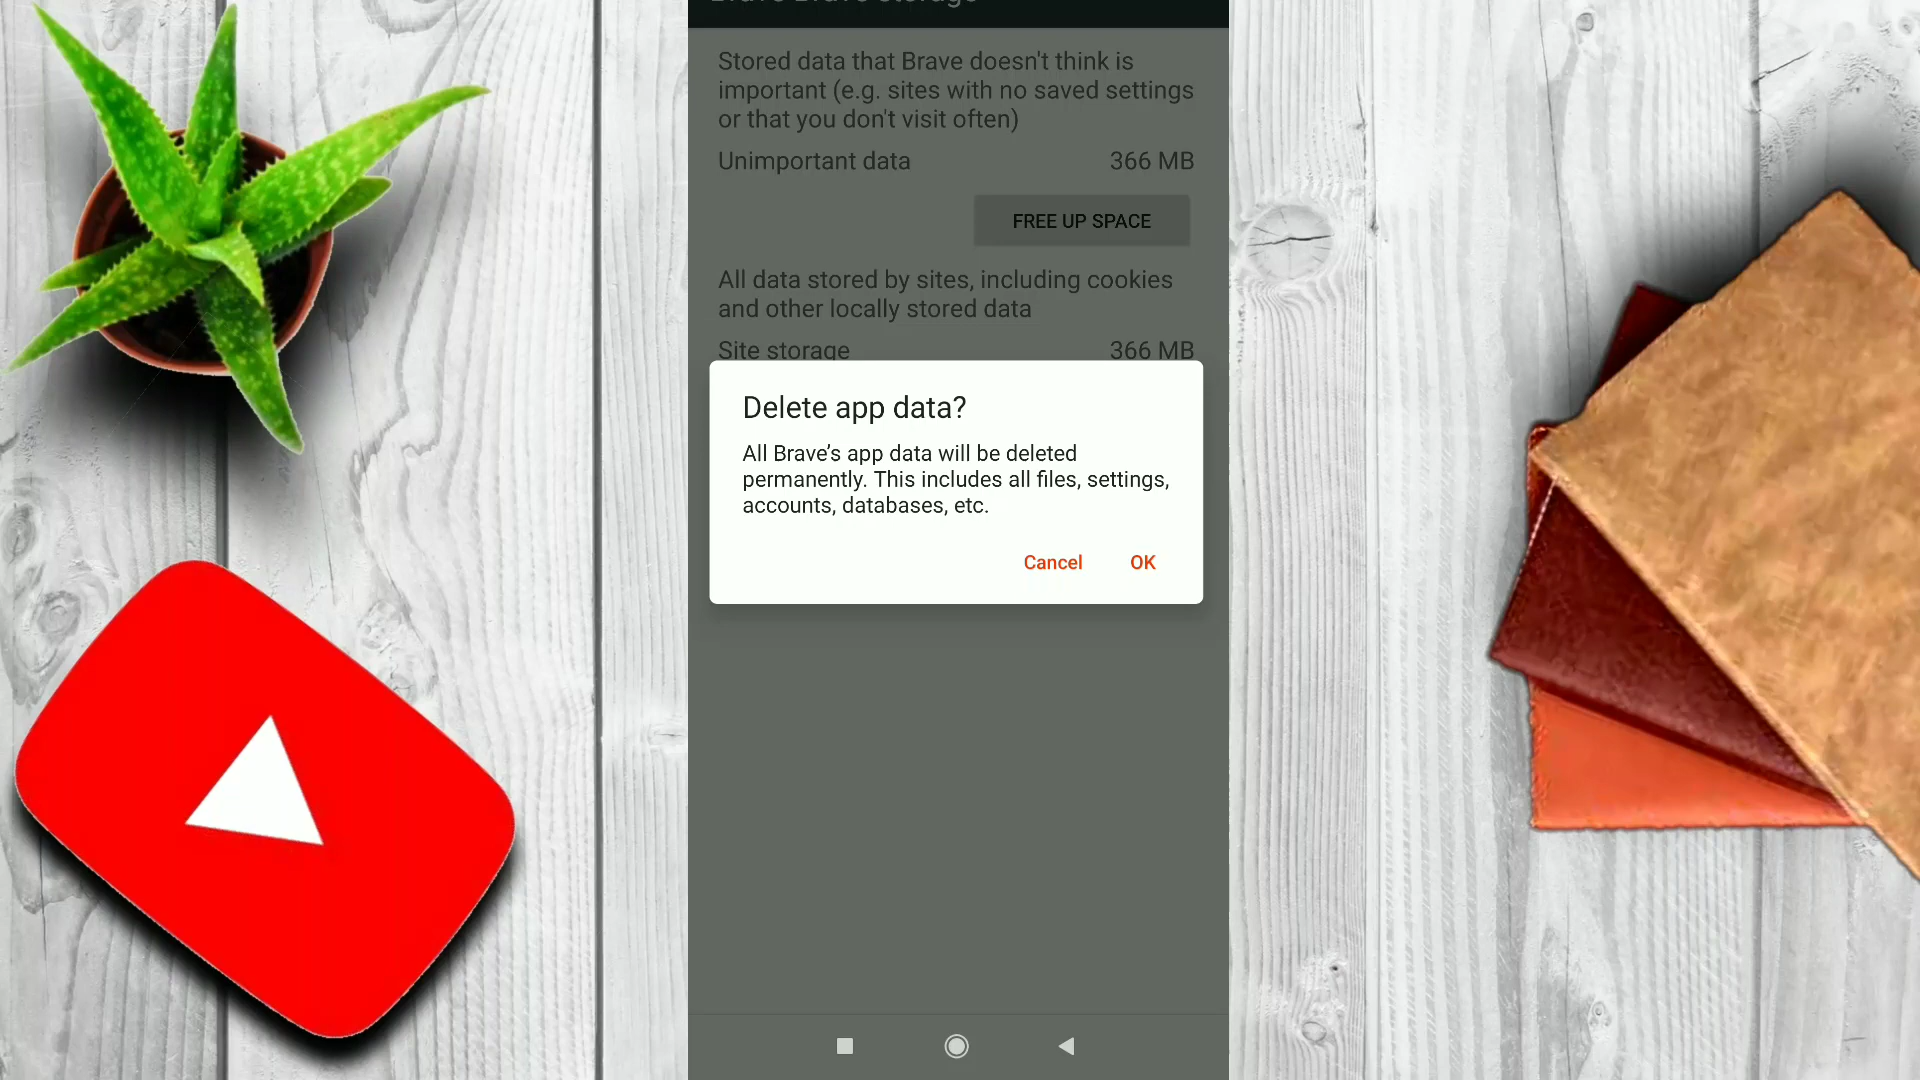 Stored data that Brave doesn't think is
important (e.g. sites with no saved settings
or that you don't visit often)
Unimportant data 366 MB
FREE UP SPACE
All data stored by sites, including cookies
and other locally stored data
Site storage 366 MB
Delete app data?
All Brave’s app data will be deleted
permanently. This includes all files, settings,
accounts, databases, etc.
Cancel OK